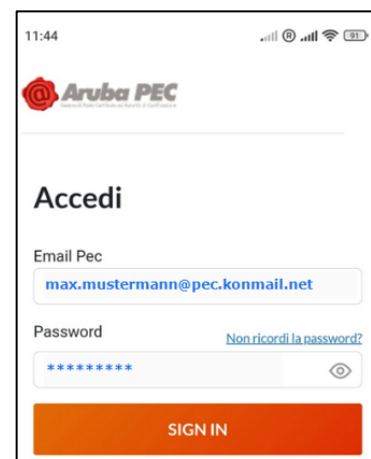 11:44
91
Aruba PEC
Accedi
Email Pec
max.mustermann@pec.konmail.net
Password
Non ricordi la password?
*********
SIGN IN